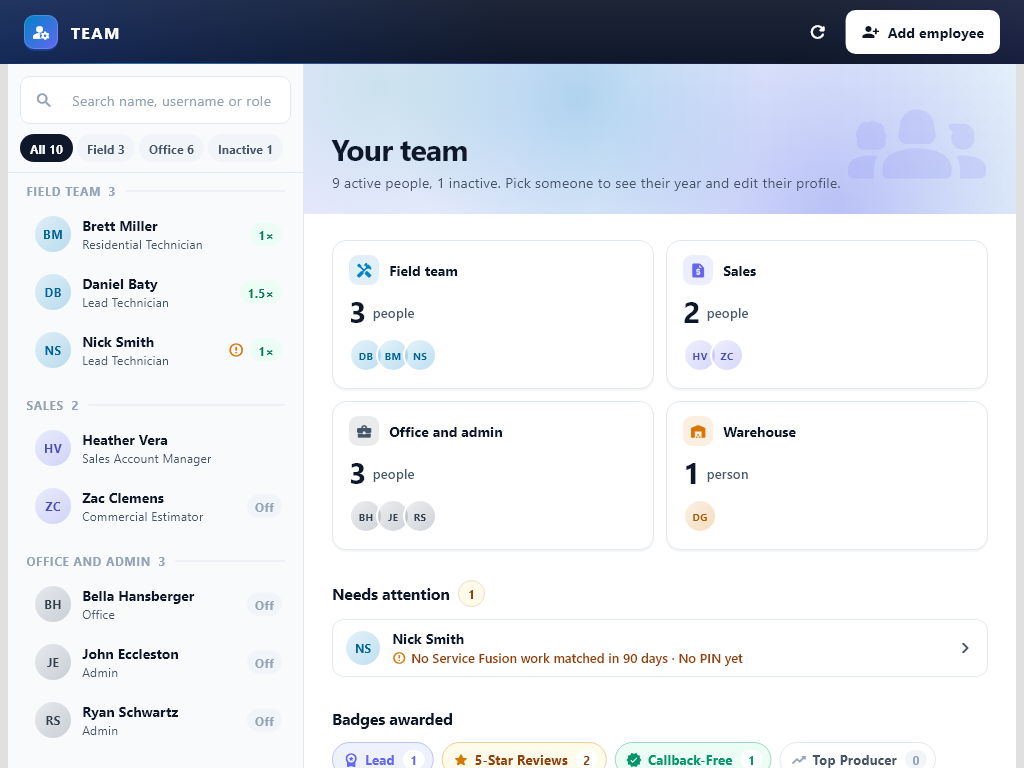 TEAM
Add employee
Search name, username or role
All 10
Field 3
Office 6
Inactive 1
FIELD TEAM 3
BM
Brett Miller
Residential Technician
1×
DB
Daniel Baty
Lead Technician
1.5×
NS
Nick Smith
Lead Technician
1×
SALES 2
HV
Heather Vera
Sales Account Manager
ZC
Zac Clemens
Commercial Estimator
Off
OFFICE AND ADMIN 3
BH
Bella Hansberger
Office
Off
JE
John Eccleston
Admin
Off
RS
Ryan Schwartz
Admin
Off
Your team
9 active people, 1 inactive. Pick someone to see their year and edit their profile.
Field team
3 people
DB BM NS
Sales
2 people
HV ZC
Office and admin
3 people
BH JE RS
Warehouse
1 person
DG
Needs attention 1
NS
Nick Smith
No Service Fusion work matched in 90 days · No PIN yet
Badges awarded
Lead 1
5-Star Reviews 2
Callback-Free 1
Top Producer 0